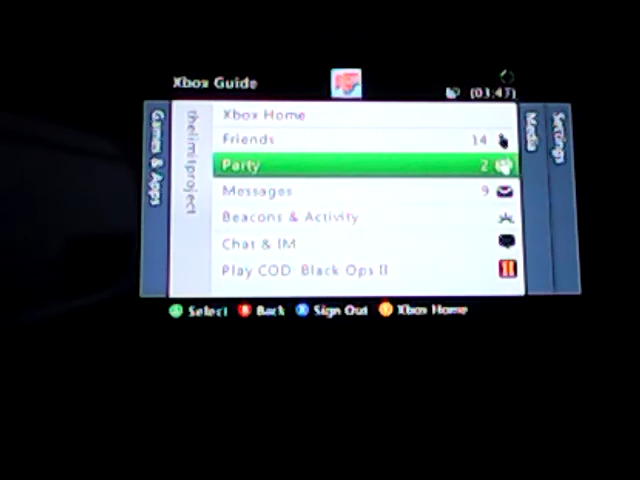 Xbox Guide
(03:47)
Games & Apps
thelimitproject
Xbox Home
Friends 14
Party 2
Messages 9
Beacons & Activity
Chat & IM
Play COD: Black Ops II
Media
Settings
Select Back Sign Out Xbox Home